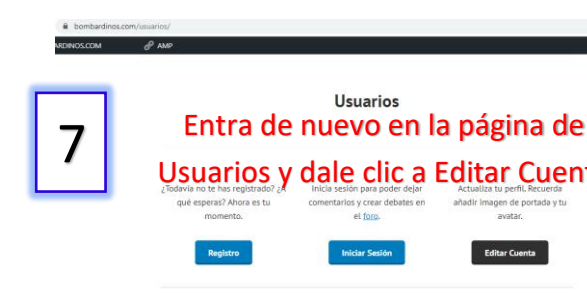 bombardinos.com/usuarios/
ARDINOS.COM AMP
Usuarios
7
Entra de nuevo en la página de
Usuarios y dale clic a Editar Cuent
¿Todavía no te has registrado? ¿A
qué esperas? Ahora es tu
momento.
Registro
Inicia sesión para poder dejar
comentarios y crear debates en
el foro.
Iniciar Sesión
Actualiza tu perfil. Recuerda
añadir imagen de portada y tu
avatar.
Editar Cuenta